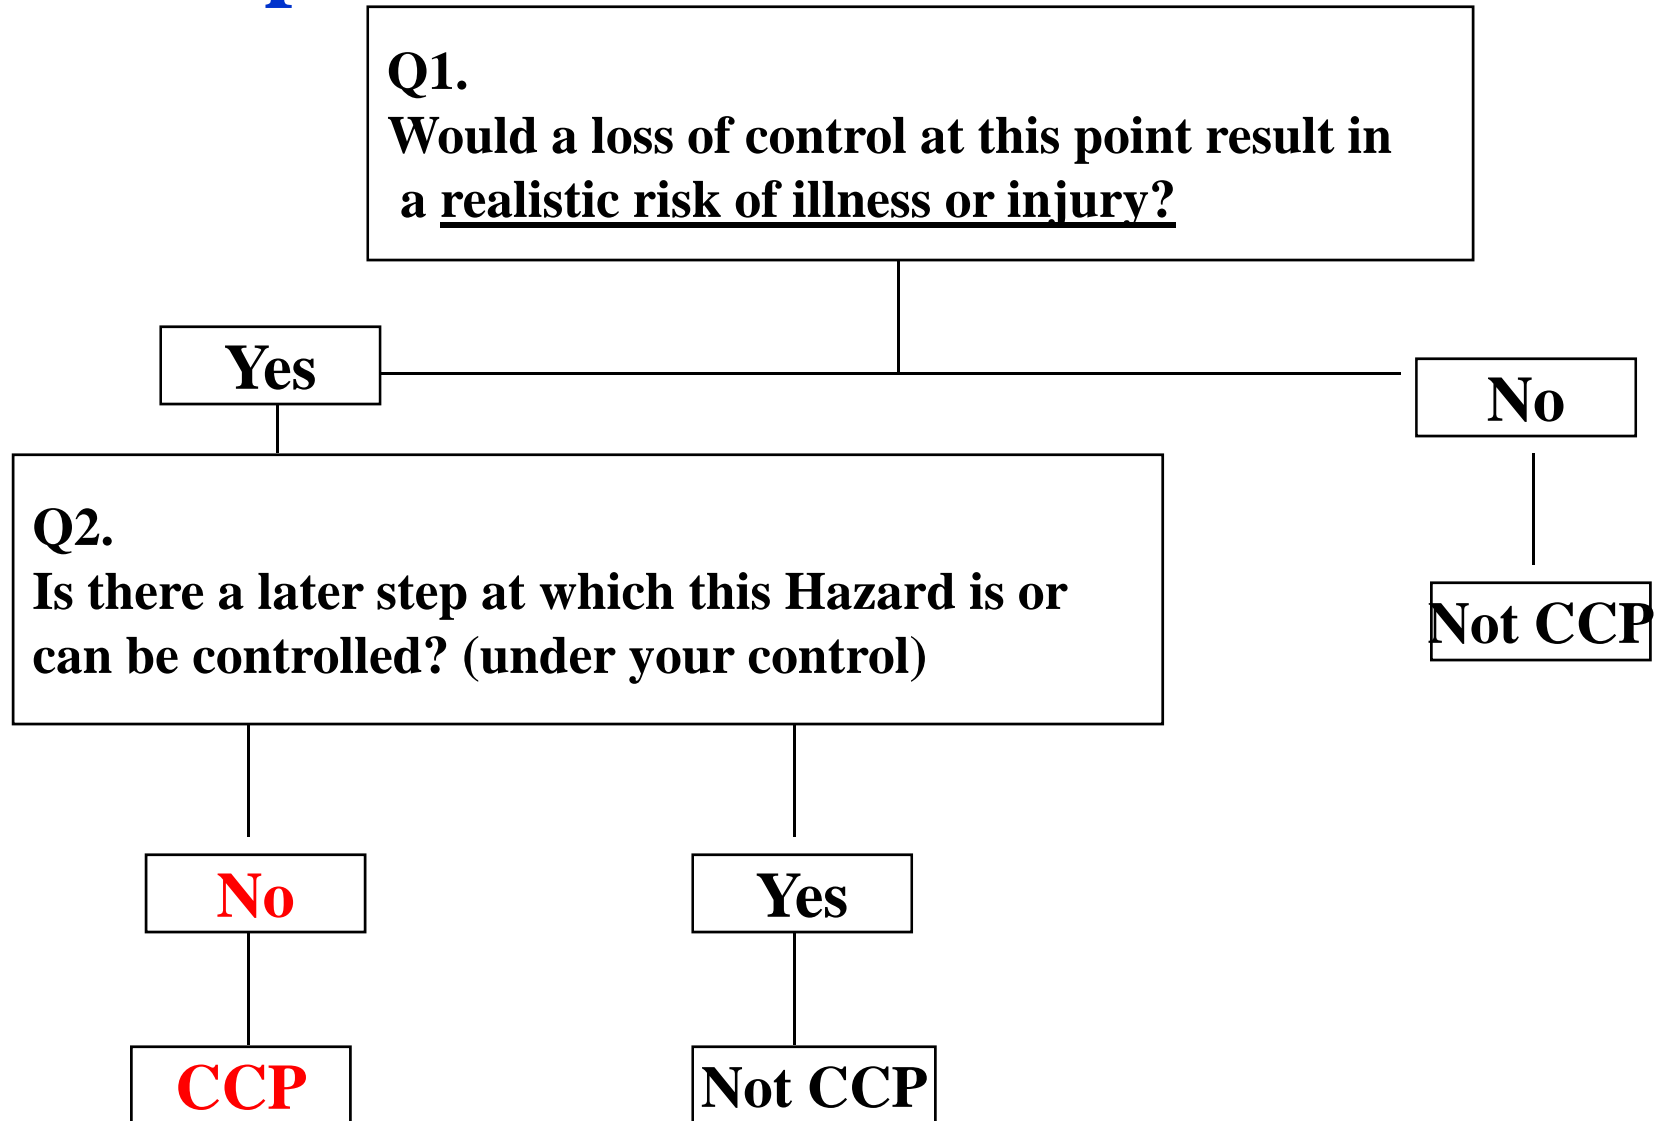 Q1.
Would a loss of control at this point result in
a realistic risk of illness or injury?
Yes
No
Q2.
Is there a later step at which this Hazard is or
can be controlled? (under your control)
Not CCP
No
Yes
CCP
Not CCP